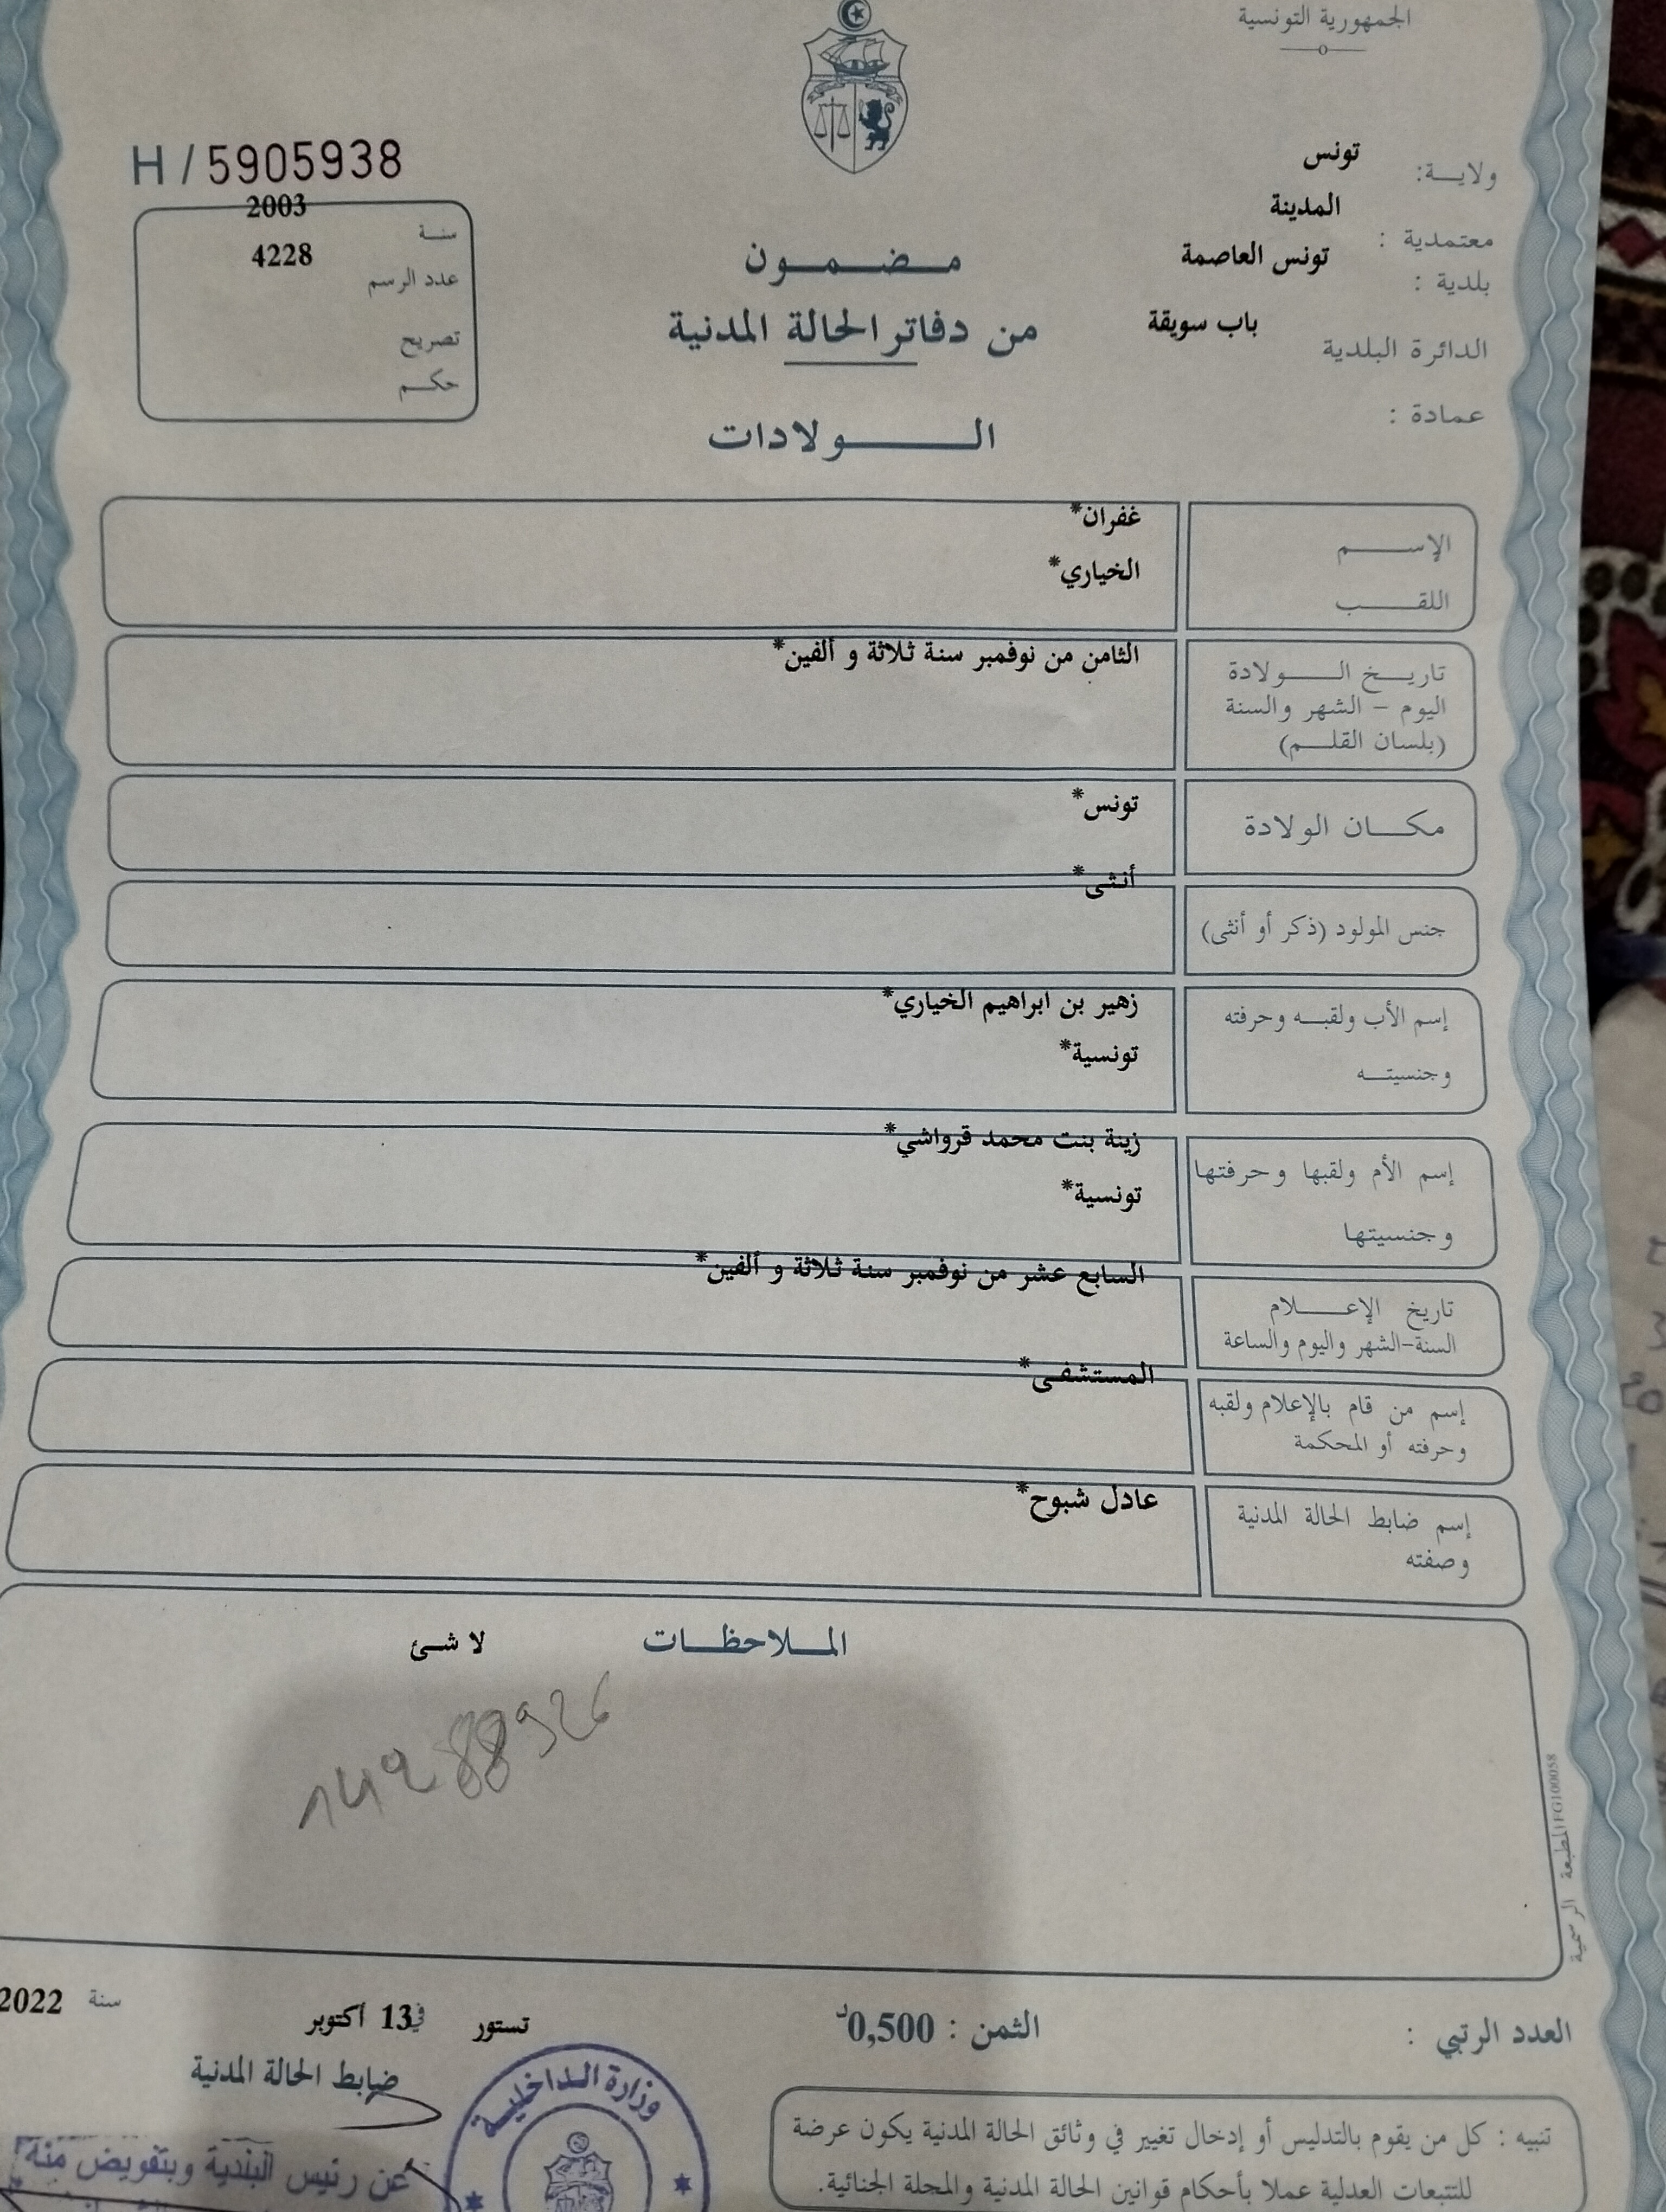 الجمهورية التونسية
ولاية: تونس
معتمدية : المدينة
بلدية : تونس العاصمة
الدائرة البلدية باب سويقة
عمادة :
مضمون
من دفاتر الحالة المدنية
الولادات
H / 5905938
سنة 2003
عدد الرسم 4228
تصريح
حكم
الإسم غفران*
اللقب الخياري*
تاريخ الولادة الثامن من نوفمبر سنة ثلاثة و ألفين*
اليوم - الشهر والسنة
(بلسان القلم)
مكان الولادة تونس*
جنس المولود (ذكر أو أنثى) أنثى*
إسم الأب ولقبه وحرفته زهير بن ابراهيم الخياري*
وجنسيته تونسية*
إسم الأم ولقبها وحرفتها زينة بنت محمد قرواشي*
وجنسيتها تونسية*
تاريخ الإعلام السابع عشر من نوفمبر سنة ثلاثة و ألفين*
السنة-الشهر واليوم والساعة
إسم من قام بالإعلام ولقبه المستشفى*
وحرفته أو المحكمة
إسم ضابط الحالة المدنية عادل شبوح*
وصفته
الملاحظات لا شئ
المطبعة الرسمية FG100058
العدد الرتبي :
الثمن : 0,500د
تستور في 13 أكتوبر سنة 2022
ضابط الحالة المدنية
وزارة الداخلية
عن رئيس البلدية وبتفويض منه
تنبيه : كل من يقوم بالتدليس أو إدخال تغيير في وثائق الحالة المدنية يكون عرضة
للتتبعات العدلية عملا بأحكام قوانين الحالة المدنية والمجلة الجنائية.